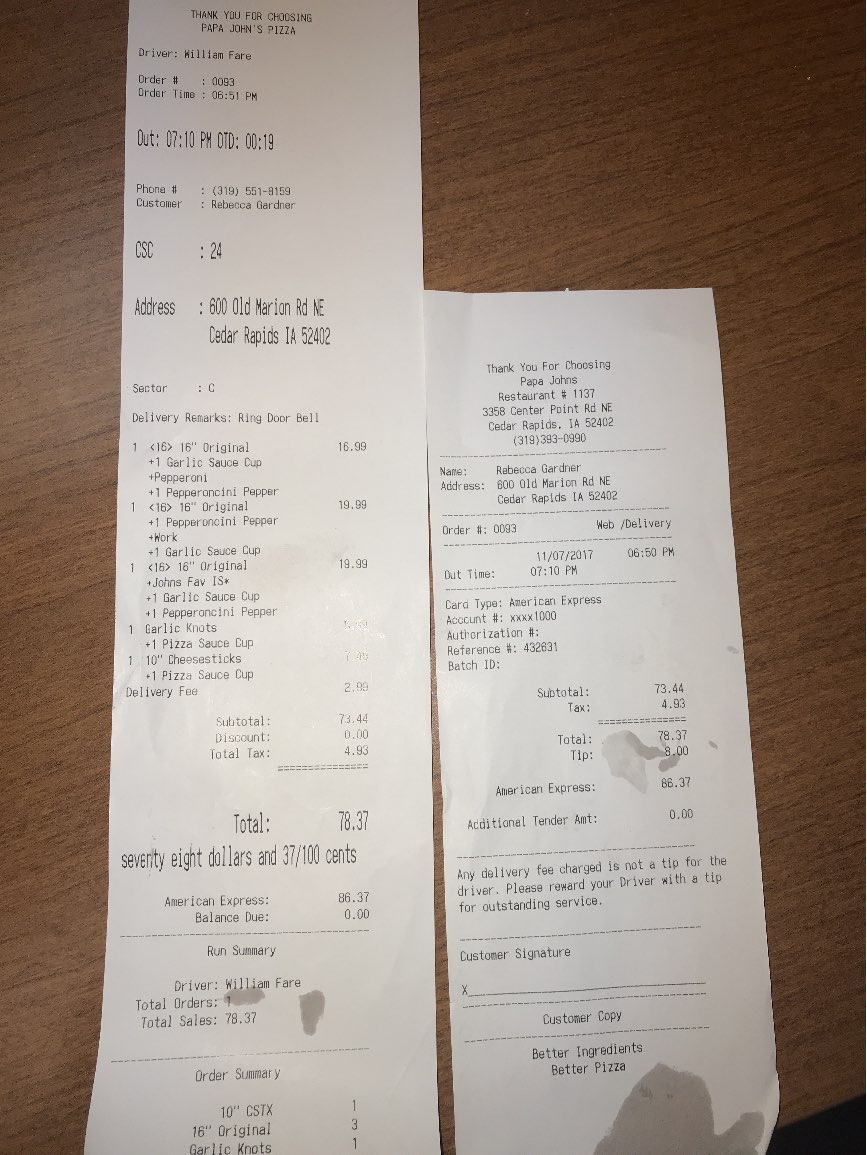 THANK YOU FOR CHOOSING
PAPA JOHN'S PIZZA
Driver: William Fare
Order # : 0093
Order Time : 06:51 PM
Out: 07:10 PM OTD: 00:19
Phone # : (319) 551-8159
Customer : Rebecca Gardner
CSC : 24
Address : 600 Old Marion Rd NE
Cedar Rapids IA 52402
Sector : C
Delivery Remarks: Ring Door Bell
1 <16> 16" Original 16.99
+1 Garlic Sauce Cup
+Pepperoni
+1 Pepperoncini Pepper
1 <16> 16" Original 19.99
+1 Pepperoncini Pepper
+Work
+1 Garlic Sauce Cup
1 <16> 16" Original 19.99
+Johns Fav IS*
+1 Garlic Sauce Cup
+1 Pepperoncini Pepper
1 Garlic Knots
+1 Pizza Sauce Cup
1 10" Cheesesticks
+1 Pizza Sauce Cup
Delivery Fee 2.99
Subtotal: 73.44
Discount: 0.00
Total Tax: 4.93
===============
Total: 78.37
seventy eight dollars and 37/100 cents
American Express: 86.37
Balance Due: 0.00
Run Summary
Driver: William Fare
Total Orders: 1
Total Sales: 78.37
Order Summary
10" CSTX 1
16" Original 3
Garlic Knots 1
Thank You For Choosing
Papa Johns
Restaurant # 1137
3358 Center Point Rd NE
Cedar Rapids, IA 52402
(319)393-0990
Name: Rebecca Gardner
Address: 600 Old Marion Rd NE
Cedar Rapids IA 52402
Order #: 0093 Web /Delivery
11/07/2017 06:50 PM
Out Time: 07:10 PM
Card Type: American Express
Account #: xxxx1000
Authorization #:
Reference #: 432631
Batch ID:
Subtotal: 73.44
Tax: 4.93
===============
Total: 78.37
Tip: 8.00
American Express: 86.37
Additional Tender Amt: 0.00
Any delivery fee charged is not a tip for the
driver. Please reward your Driver with a tip
for outstanding service.
Customer Signature
X
Customer Copy
Better Ingredients
Better Pizza